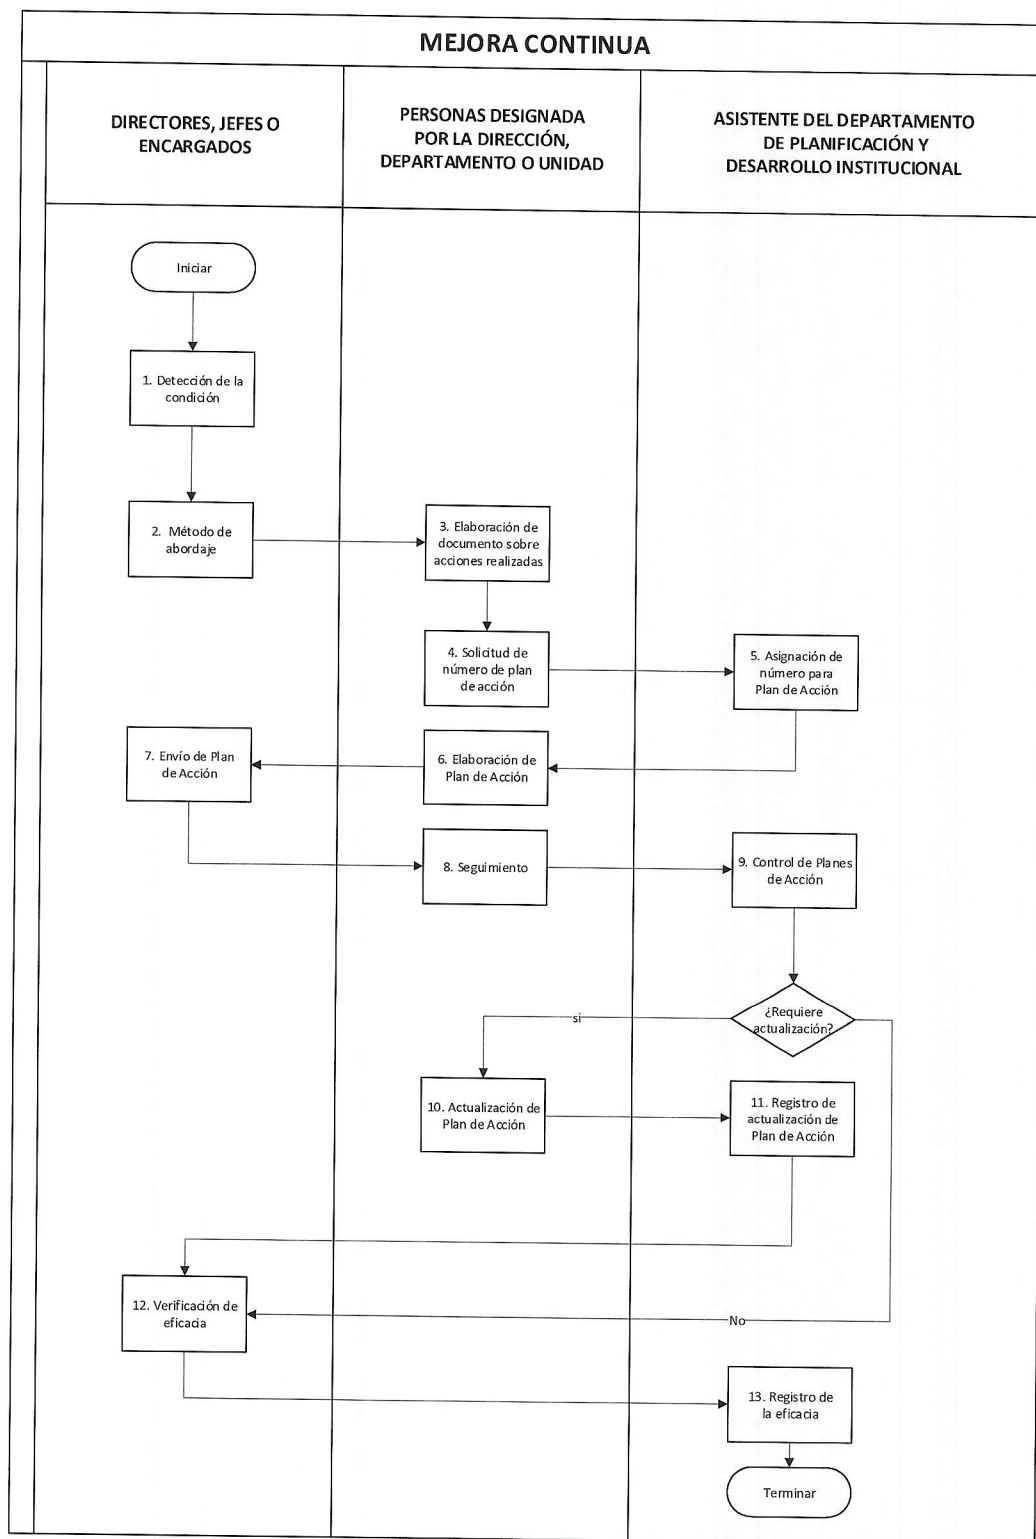 MEJORA CONTINUA
DIRECTORES, JEFES O
ENCARGADOS
PERSONAS DESIGNADA
POR LA DIRECCIÓN,
DEPARTAMENTO O UNIDAD
ASISTENTE DEL DEPARTAMENTO
DE PLANIFICACIÓN Y
DESARROLLO INSTITUCIONAL
Iniciar
1. Detección de la
condición
2. Método de
abordaje
3. Elaboración de
documento sobre
acciones realizadas
4. Solicitud de
número de plan
de acción
5. Asignación de
número para
Plan de Acción
6. Elaboración de
Plan de Acción
7. Envío de Plan
de Acción
8. Seguimiento
9. Control de Planes
de Acción
¿Requiere
actualización?
si
10. Actualización de
Plan de Acción
11. Registro de
actualización de
Plan de Acción
12. Verificación de
eficacia
No
13. Registro de
la eficacia
Terminar